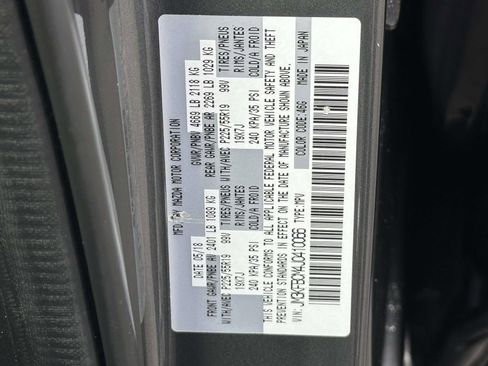 MFD. BY MAZDA MOTOR CORPORATION
DATE 05/18 GVWR/PNBV 4669 LB 2118 KG
FRONT GAWR/PNBE AV 2401 LB 1089 KG REAR GAWR/PNBE AR 2269 LB 1029 KG
WITH/AVEC P225/55R19 99V TIRES/PNEUS WITH/AVEC P225/55R19 99V TIRES/PNEUS
19X7J RIMS/JANTES 19X7J RIMS/JANTES
240 KPA/35 PSI COLD/A FROID 240 KPA/35 PSI COLD/A FROID
THIS VEHICLE CONFORMS TO ALL APPLICABLE FEDERAL MOTOR VEHICLE SAFETY AND THEFT
PREVENTION STANDARDS IN EFFECT ON THE DATE OF MANUFACTURE SHOWN ABOVE.
VIN: JM3KFBCM4J0410066 TYPE:MPV COLOR CODE:46G MADE IN JAPAN